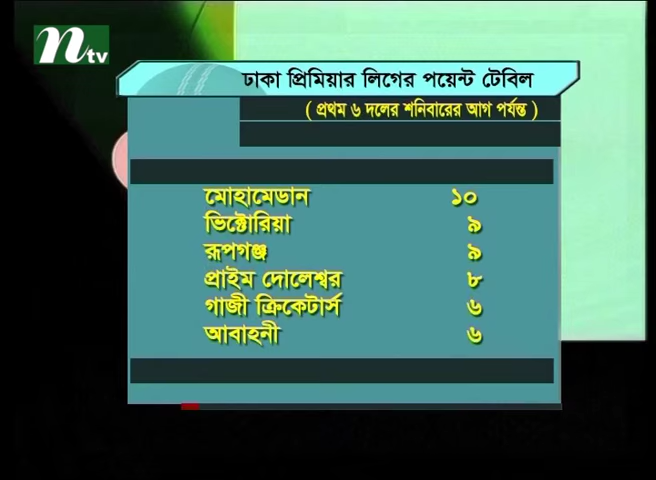 ntv
ঢাকা প্রিমিয়ার লিগের পয়েন্ট টেবিল
( প্রথম ৬ দলের শনিবারের আগ পর্যন্ত )
মোহামেডান ১০
ভিক্টোরিয়া ৯
রূপগঞ্জ ৯
প্রাইম দোলেশ্বর ৮
গাজী ক্রিকেটার্স ৬
আবাহনী ৬